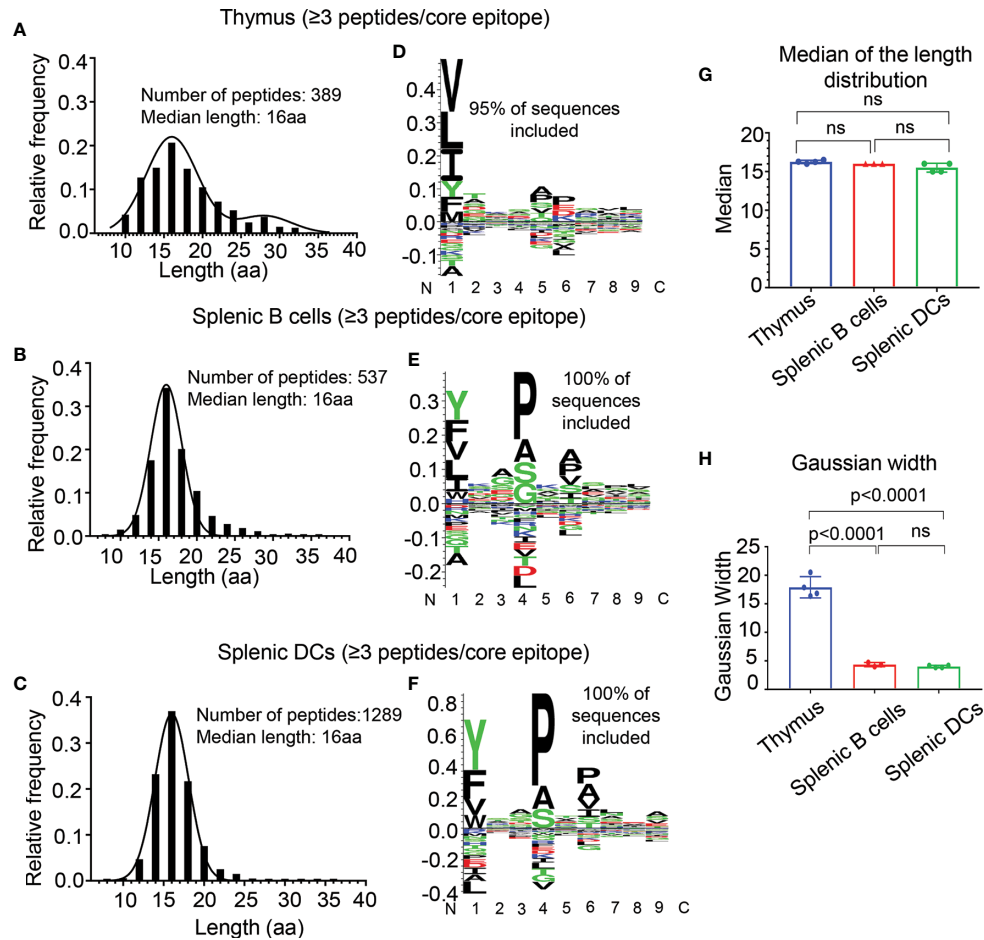 Thymus (≥3 peptides/core epitope)
A
Relative frequency
0.4
0.3
0.2
0.1
0.0
Number of peptides: 389
Median length: 16aa
10 15 20 25 30 35 40
Length (aa)
D
95% of sequences
included
0.4
0.3
0.2
0.1
0.0
-0.1
V
L
I
Y
F
M
A
N 1 2 3 4 5 6 7 8 9 C
Splenic B cells (≥3 peptides/core epitope)
B
Relative frequency
0.4
0.3
0.2
0.1
0.0
Number of peptides: 537
Median length: 16aa
10 15 20 25 30 35 40
Length (aa)
E
100% of
sequences
included
0.3
0.2
0.1
0.0
-0.1
-0.2
Y
F
V
L
I
W
A
P
A
S
G
D
L
A
P
V
N 1 2 3 4 5 6 7 8 9 C
Splenic DCs (≥3 peptides/core epitope)
C
Relative frequency
0.4
0.3
0.2
0.1
0.0
Number of peptides:1289
Median length: 16aa
10 15 20 25 30 35 40
Length (aa)
F
100% of
sequences
included
0.8
0.6
0.4
0.2
0.0
-0.2
-0.4
Y
F
V
W
L
P
A
S
G
V
P
A
V
N 1 2 3 4 5 6 7 8 9 C
G
Median of the length
distribution
ns
ns ns
Median
20
15
10
5
0
Thymus
Splenic B cells
Splenic DCs
H
Gaussian width
p<0.0001
p<0.0001 ns
Gaussian Width
25
20
15
10
5
0
Thymus
Splenic B cells
Splenic DCs